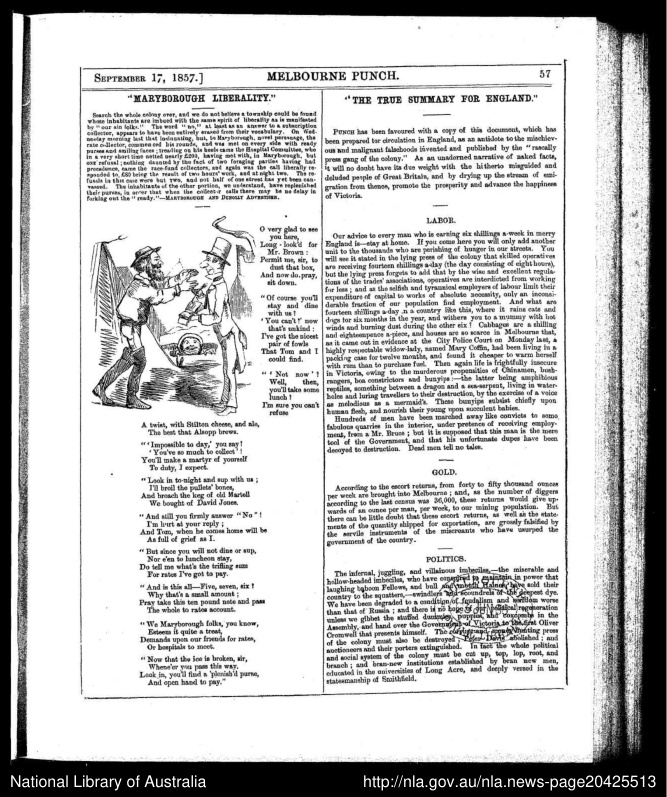 SEPTEMBER 17, 1857.]
MELBOURNE PUNCH.
57
"MARYBOROUGH LIBERALITY."
Search the whole colony over, and we do not believe a township could be found
whose inhabitants are imbued with the same spirit of liberality as is manifested
by "our ain folks." The word "no," at least as an answer to a subscription
collector, appears to have been entirely erased from their vocabulary. On Wed-
nesday morning last that insinuating, but, to Maryborough, novel personage, the
rate collector, commenced his rounds, and was met on every side with ready
purses and smiling faces; treading on his heels came the Hospital Committee, who
in a very short time netted nearly £200, having met with, in Maryborough, but
one refusal; nothing daunted by the fact of two foraging parties having had
precedence, came the race-fund collectors, and again was the call liberally re-
sponded to, £80 being the result of two hours' work, and at night too. The re-
fusals in this case were but two, and not half of one street has yet been can-
vassed. The inhabitants of the other portion, we understand, have replenished
their purses, in order that when the collector calls there may be no delay in
forking out the "ready."—MARYBOROUGH AND DUNOLLY ADVERTISER.
O very glad to see
you here,
Long-look'd for
Mr. Brown:
Permit me, sir, to
dust that box,
And now do, pray,
sit down.
"Of course you'll
stay and dine
with us?
'You can't?' now
that's unkind:
I've got the nicest
pair of fowls
That Tom and I
could find.
"'Not now'?
Well, then,
you'll take some
lunch?
I'm sure you can't
refuse
A twist, with Stilton cheese, and ale,
The best that Alsopp brews.
"'Impossible to day,' you say?
'You've so much to collect'!
You'll make a martyr of yourself
To duty, I expect.
"Look in to-night and sup with us;
I'll broil the pullets' bones,
And broach the keg of old Martell
We bought of David Jones.
"And still you firmly answer "No"!
I'm hurt at your reply;
And Tom, when he comes home will be
As full of grief as I.
"But since you will not dine or sup,
Nor e'en to luncheon stay,
Do tell me what's the trifling sum
For rates I've got to pay.
"And is this all—Five, seven, six?
Why that's a small amount;
Pray take this ten pound note and pass
The whole to rates account.
"We Maryborough folks, you know,
Esteem it quite a treat,
Demands upon our friends for rates,
Or hospitals to meet.
"Now that the ice is broken, sir,
Whene'er you pass this way,
Look in, you'll find a 'plenish'd purse,
And open hand to pay."
"THE TRUE SUMMARY FOR ENGLAND."
PUNCH has been favoured with a copy of this document, which has
been prepared for circulation in England, as an antidote to the mischiev-
ous and malignant falsehoods invented and published by the "rascally
press gang of the colony." As an unadorned narrative of naked facts,
it will no doubt have its due weight with the hitherto misguided and
deluded people of Great Britain, and by drying up the stream of emi-
gration from thence, promote the prosperity and advance the happiness
of Victoria.
LABOR.
Our advice to every man who is earning six shillings a-week in merry
England is—stay at home. If you come here you will only add another
unit to the thousands who are perishing of hunger in our streets. You
will see it stated in the lying press of the colony that skilled operatives
are receiving fourteen shillings a-day (the day consisting of eight hours),
but the lying press forgets to add that by the wise and excellent regula-
tions of the trades' associations, operatives are interdicted from working
for less; and as the selfish and tyrannical employers of labour limit their
expenditure of capital to works of absolute necessity, only an inconsi-
derable fraction of our population find employment. And what are
fourteen shillings a-day in a country like this, where it rains cats and
dogs for six months in the year, and withers you to a mummy with hot
winds and burning dust during the other six? Cabbages are a shilling
and eighteenpence a-piece, and houses are so scarce in Melbourne that,
as it came out in evidence at the City Police Court on Monday last, a
highly respectable widow-lady, named Mary Coffin, had been living in a
packing case for twelve months, and found it cheaper to warm herself
with rum than to purchase fuel. Then again life is frightfully insecure
in Victoria, owing to the murderous propensities of Chinamen, bush-
rangers, boa constrictors and bunyips:—the latter being amphibious
reptiles, something between a dragon and a sea-serpent, living in water-
holes and luring travellers to their destruction, by the exercise of a voice
as melodious as a mermaid's. These bunyips subsist chiefly upon
human flesh, and nourish their young upon succulent babies.
Hundreds of men have been marched away like convicts to some
fabulous quarries in the interior, under pretence of receiving employ-
ment, from a Mr. Bruce; but it is supposed that this man is the mere
tool of the Government, and that his unfortunate dupes have been
decoyed to destruction. Dead men tell no tales.
GOLD.
According to the escort returns, from forty to fifty thousand ounces
per week are brought into Melbourne; and, as the number of diggers
according to the last census was 36,000, these returns would give up-
wards of an ounce per man, per week, to our mining population. But
there can be little doubt that these escort returns, as well as the state-
ments of the quantity shipped for exportation, are grossly falsified by
the servile instruments of the miscreants who have usurped the
government of the country.
POLITICS.
The infernal, juggling, and villainous imbeciles,—the miserable and
hollow-headed imbeciles, who have conspired to maintain in power that
laughing baboon Fellows, and bull mouth Haines, have sold their
country to the squatters,—swindlers and scoundrels of the deepest dye.
We have been degraded to a condition of feudalism and serfdom worse
than that of Russia; and there is no hope of our political regeneration
unless we gibbet the stuffed dummies, puppies, and coxcombs in the
Assembly, and hand over the Government of Victoria to the first Oliver
Cromwell that presents himself. The corrupt and press
of the colony must also be destroyed; Peter Davis abolished; and
auctioneers and their porters extinguished. In fact the whole political
and social system of the colony must be cut up, top, lop, root, and
branch; and bran-new institutions established by bran new men,
educated in the universities of Long Acre, and deeply versed in the
statesmanship of Smithfield.
National Library of Australia
http://nla.gov.au/nla.news-page20425513